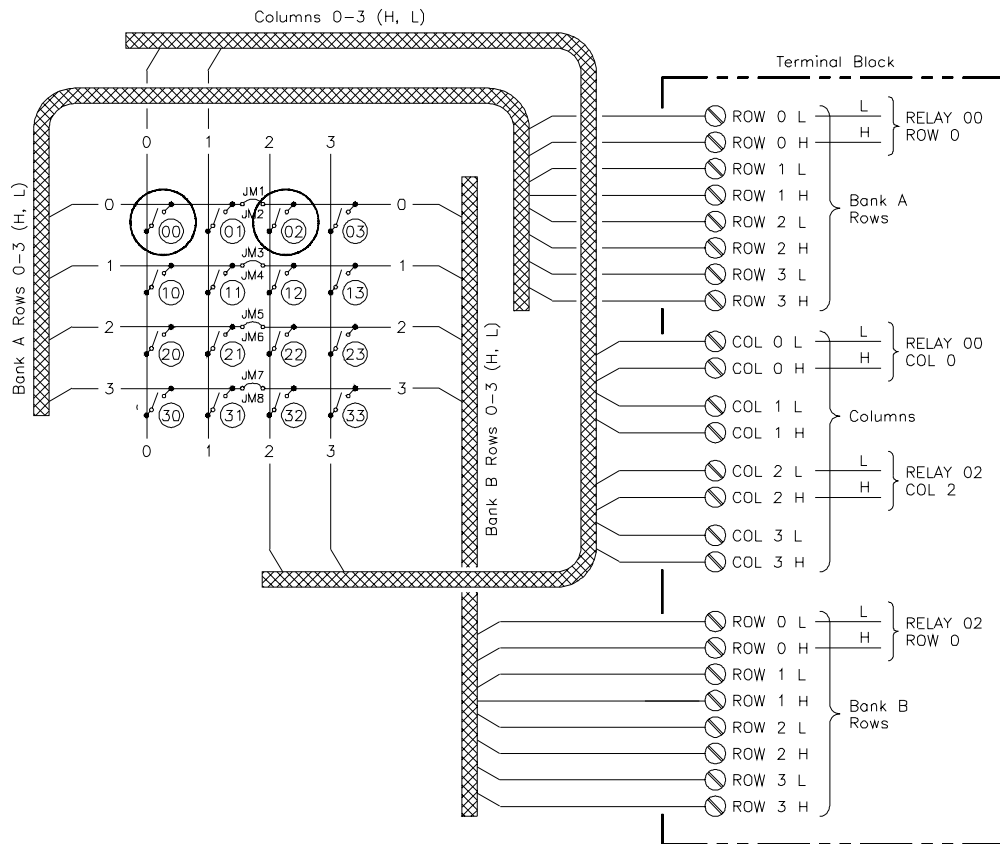 Columns 0-3 (H, L)
Terminal Block
Bank A Rows 0-3 (H, L)
0 1 2 3
0 JM1 0
JM2
00 01 02 03
1 JM3 1
JM4
10 11 12 13
2 JM5 2
JM6
20 21 22 23
3 JM7 3
JM8
30 31 32 33
0 1 2 3
Bank B Rows 0-3 (H, L)
ROW 0 L L
ROW 0 H H
RELAY 00
ROW 0
ROW 1 L
ROW 1 H
ROW 2 L
ROW 2 H
ROW 3 L
ROW 3 H
Bank A
Rows
COL 0 L L
COL 0 H H
RELAY 00
COL 0
COL 1 L
COL 1 H
Columns
COL 2 L L
COL 2 H H
RELAY 02
COL 2
COL 3 L
COL 3 H
ROW 0 L L
ROW 0 H H
RELAY 02
ROW 0
ROW 1 L
ROW 1 H
ROW 2 L
ROW 2 H
ROW 3 L
ROW 3 H
Bank B
Rows